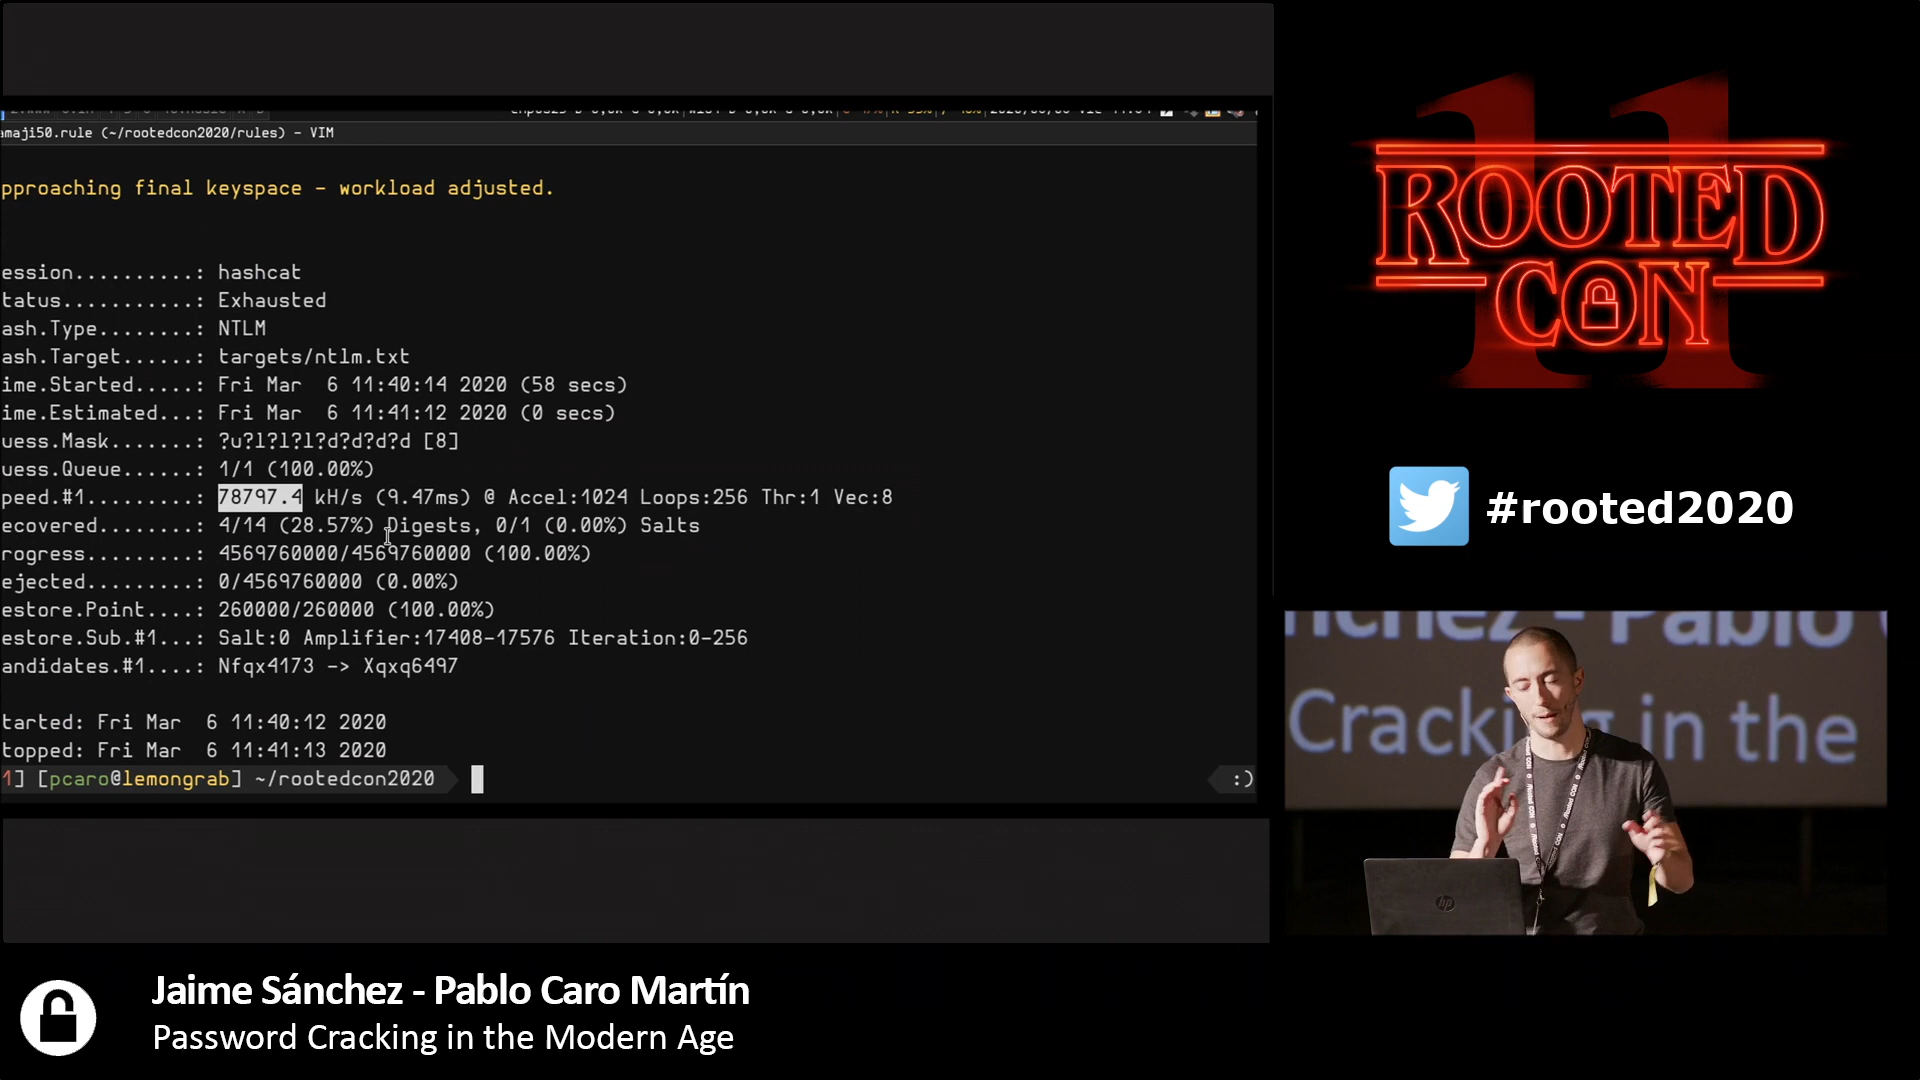 amaji50.rule (~/rootedcon2020/rules) - VIM
pproaching final keyspace - workload adjusted.
ession..........: hashcat
tatus...........: Exhausted
ash.Type........: NTLM
ash.Target......: targets/ntlm.txt
ime.Started.....: Fri Mar  6 11:40:14 2020 (58 secs)
ime.Estimated...: Fri Mar  6 11:41:12 2020 (0 secs)
uess.Mask.......: ?u?l?l?l?d?d?d?d [8]
uess.Queue......: 1/1 (100.00%)
peed.#1.........: 78797.4 kH/s (9.47ms) @ Accel:1024 Loops:256 Thr:1 Vec:8
ecovered........: 4/14 (28.57%) Digests, 0/1 (0.00%) Salts
rogress.........: 4569760000/4569760000 (100.00%)
ejected.........: 0/4569760000 (0.00%)
estore.Point....: 260000/260000 (100.00%)
estore.Sub.#1...: Salt:0 Amplifier:17408-17576 Iteration:0-256
andidates.#1....: Nfqx4173 -> Xqxq6497
tarted: Fri Mar  6 11:40:12 2020
topped: Fri Mar  6 11:41:13 2020
1] [pcaro@lemongrab] ~/rootedcon2020 :)
11
ROOTED
CON
#rooted2020
nchez - Pablo
Cracking in the
hp
Jaime Sánchez - Pablo Caro Martín
Password Cracking in the Modern Age